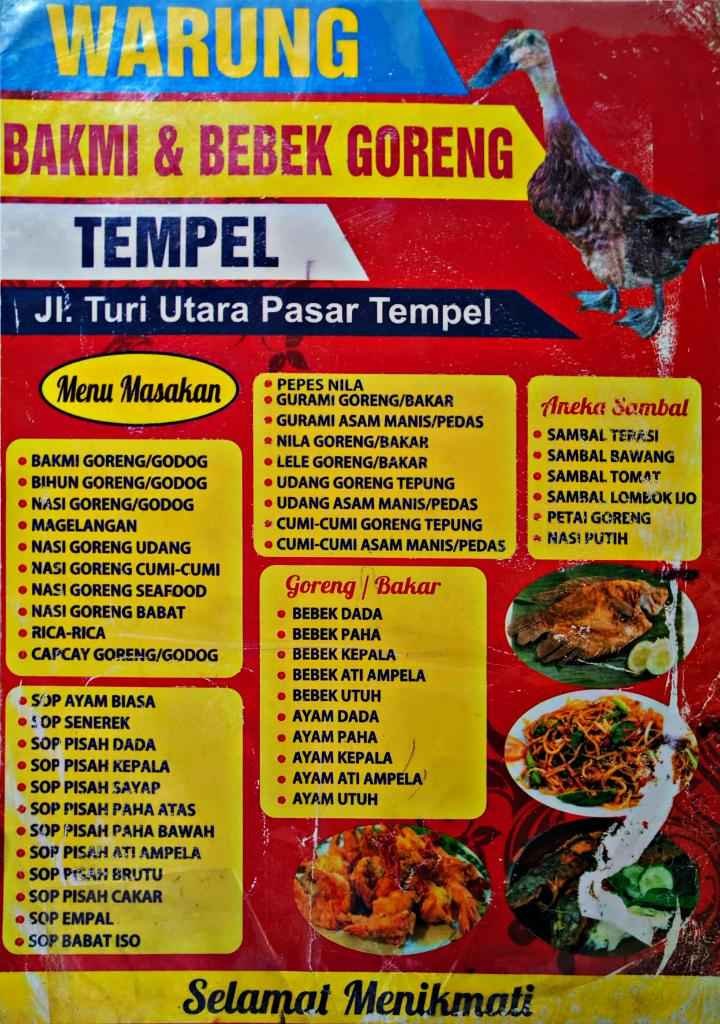 WARUNG
BAKMI & BEBEK GORENG
TEMPEL
Jl. Turi Utara Pasar Tempel
Menu Masakan
BAKMI GORENG/GODOG
BIHUN GORENG/GODOG
NASI GORENG/GODOG
MAGELANGAN
NASI GORENG UDANG
NASI GORENG CUMI-CUMI
NASI GORENG SEAFOOD
NASI GORENG BABAT
RICA-RICA
CAPCAY GORENG/GODOG
SOP AYAM BIASA
SOP SENEREK
SOP PISAH DADA
SOP PISAH KEPALA
SOP PISAH SAYAP
SOP PISAH PAHA ATAS
SOP PISAH PAHA BAWAH
SOP PISAH ATI AMPELA
SOP PISAH BRUTU
SOP PISAH CAKAR
SOP EMPAL
SOP BABAT ISO
PEPES NILA
GURAMI GORENG/BAKAR
GURAMI ASAM MANIS/PEDAS
NILA GORENG/BAKAR
LELE GORENG/BAKAR
UDANG GORENG TEPUNG
UDANG ASAM MANIS/PEDAS
CUMI-CUMI GORENG TEPUNG
CUMI-CUMI ASAM MANIS/PEDAS
Goreng / Bakar
BEBEK DADA
BEBEK PAHA
BEBEK KEPALA
BEBEK ATI AMPELA
BEBEK UTUH
AYAM DADA
AYAM PAHA
AYAM KEPALA
AYAM ATI AMPELA
AYAM UTUH
Aneka Sambal
SAMBAL TERASI
SAMBAL BAWANG
SAMBAL TOMAT
SAMBAL LOMBOK IJO
PETAI GORENG
NASI PUTIH
Selamat Menikmati